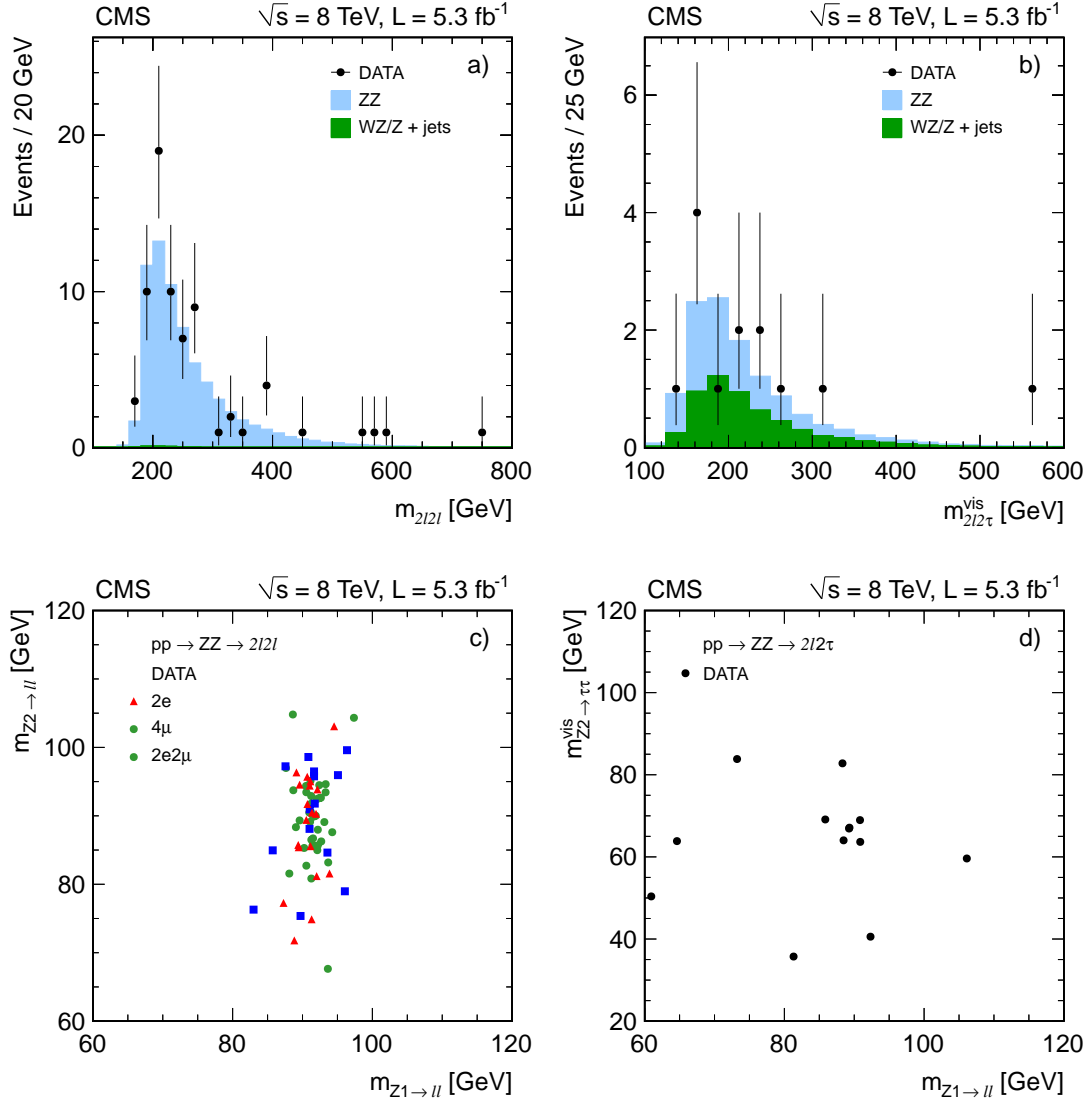 CMS √s = 8 TeV, L = 5.3 fb⁻¹
a)
Events / 20 GeV
DATA
ZZ
WZ/Z + jets
20
10
0
200 400 600 800
m_2l2l [GeV]
CMS √s = 8 TeV, L = 5.3 fb⁻¹
b)
Events / 25 GeV
DATA
ZZ
WZ/Z + jets
6
4
2
0
100 200 300 400 500 600
m^vis_2l2τ [GeV]
CMS √s = 8 TeV, L = 5.3 fb⁻¹
c)
m_Z2→ll [GeV]
pp → ZZ → 2l2l
DATA
2e
4μ
2e2μ
120
100
80
60
60 80 100 120
m_Z1→ll [GeV]
CMS √s = 8 TeV, L = 5.3 fb⁻¹
d)
m^vis_Z2→ττ [GeV]
pp → ZZ → 2l2τ
DATA
120
100
80
60
40
20
60 80 100 120
m_Z1→ll [GeV]